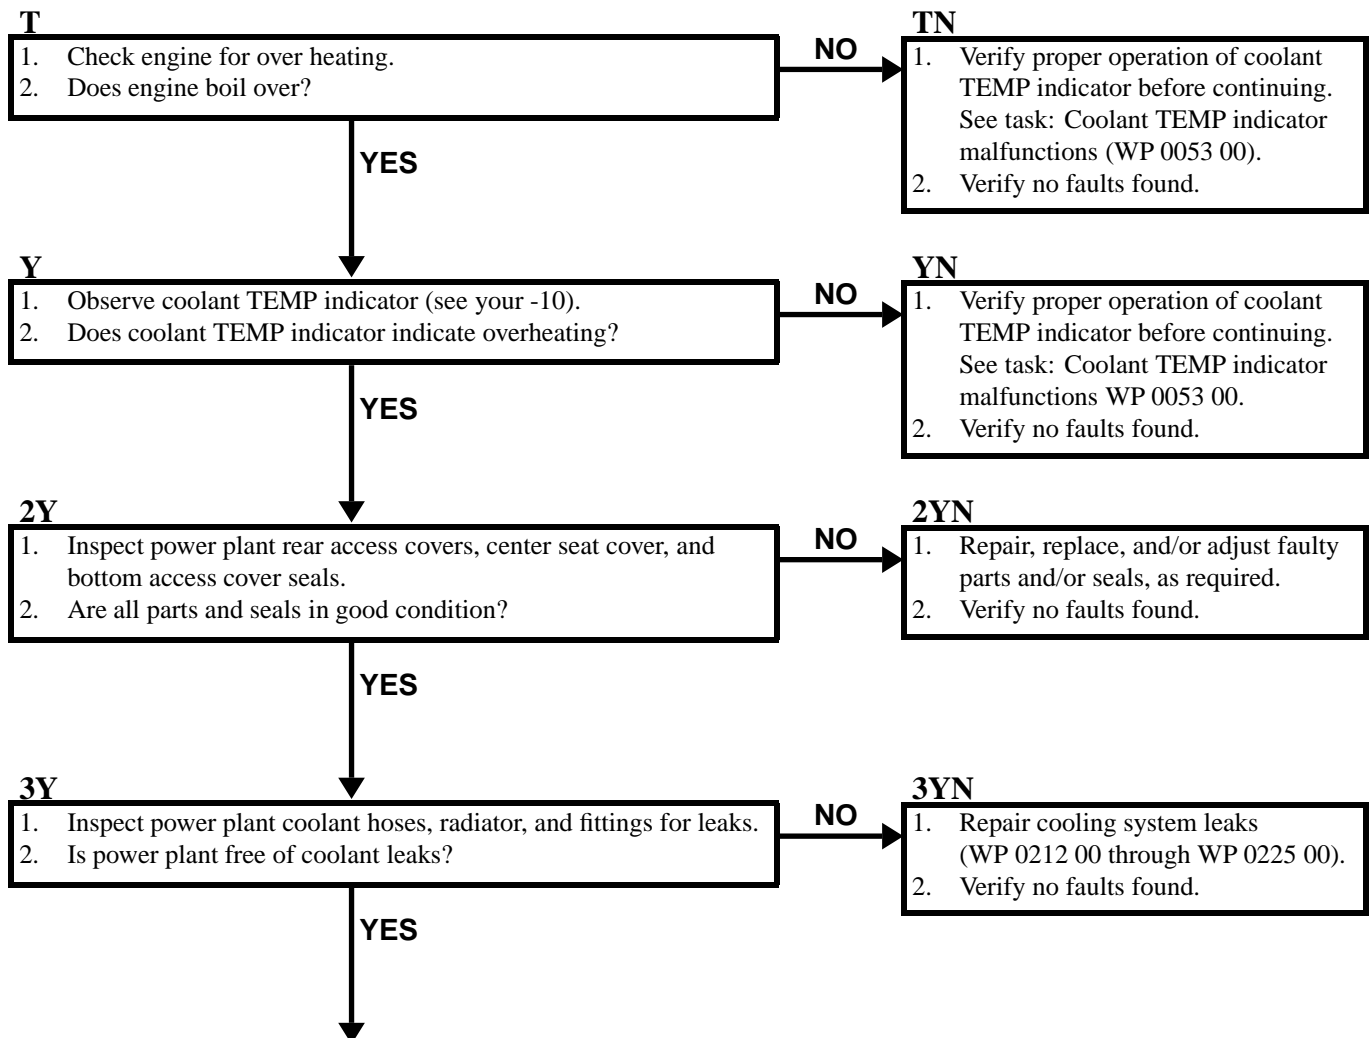 T
1. Check engine for over heating.
2. Does engine boil over?
NO
TN
1. Verify proper operation of coolant
TEMP indicator before continuing.
See task: Coolant TEMP indicator
malfunctions (WP 0053 00).
2. Verify no faults found.
YES
Y
1. Observe coolant TEMP indicator (see your -10).
2. Does coolant TEMP indicator indicate overheating?
NO
YN
1. Verify proper operation of coolant
TEMP indicator before continuing.
See task: Coolant TEMP indicator
malfunctions WP 0053 00.
2. Verify no faults found.
YES
2Y
1. Inspect power plant rear access covers, center seat cover, and
bottom access cover seals.
2. Are all parts and seals in good condition?
NO
2YN
1. Repair, replace, and/or adjust faulty
parts and/or seals, as required.
2. Verify no faults found.
YES
3Y
1. Inspect power plant coolant hoses, radiator, and fittings for leaks.
2. Is power plant free of coolant leaks?
NO
3YN
1. Repair cooling system leaks
(WP 0212 00 through WP 0225 00).
2. Verify no faults found.
YES